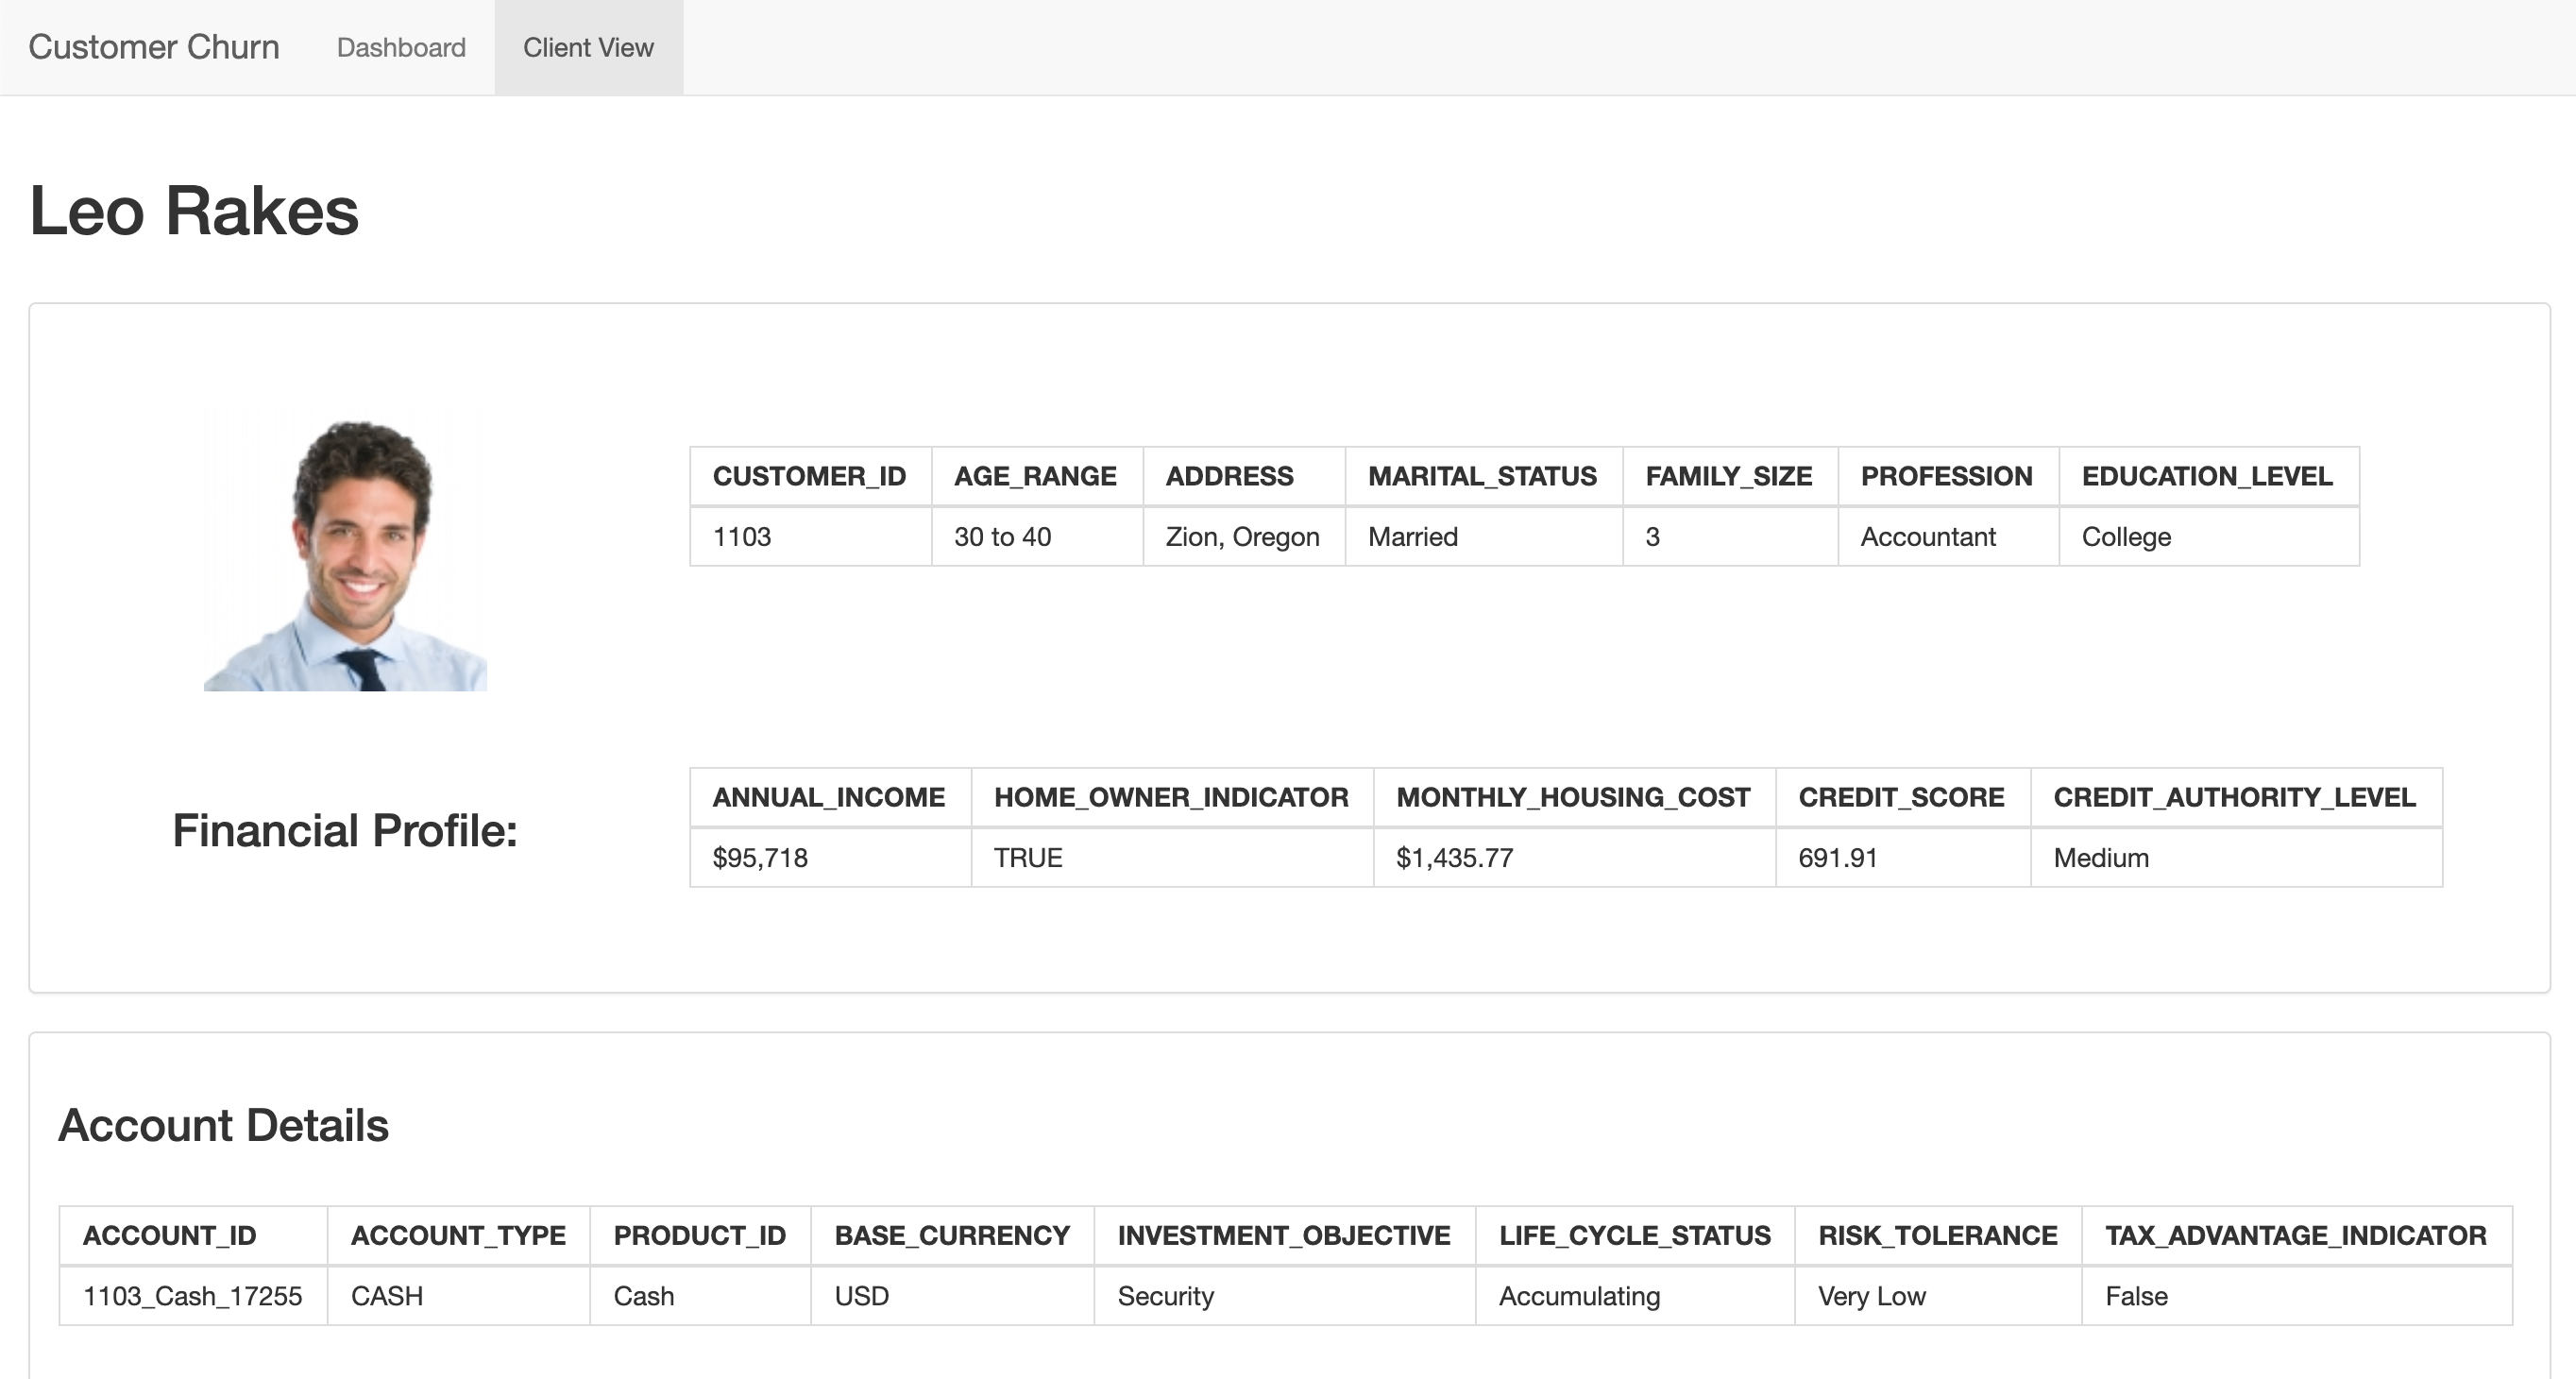 Customer Churn Dashboard Client View
Leo Rakes
CUSTOMER_ID AGE_RANGE ADDRESS MARITAL_STATUS FAMILY_SIZE PROFESSION EDUCATION_LEVEL
1103 30 to 40 Zion, Oregon Married 3 Accountant College
Financial Profile:
ANNUAL_INCOME HOME_OWNER_INDICATOR MONTHLY_HOUSING_COST CREDIT_SCORE CREDIT_AUTHORITY_LEVEL
$95,718 TRUE $1,435.77 691.91 Medium
Account Details
ACCOUNT_ID ACCOUNT_TYPE PRODUCT_ID BASE_CURRENCY INVESTMENT_OBJECTIVE LIFE_CYCLE_STATUS RISK_TOLERANCE TAX_ADVANTAGE_INDICATOR
1103_Cash_17255 CASH Cash USD Security Accumulating Very Low False